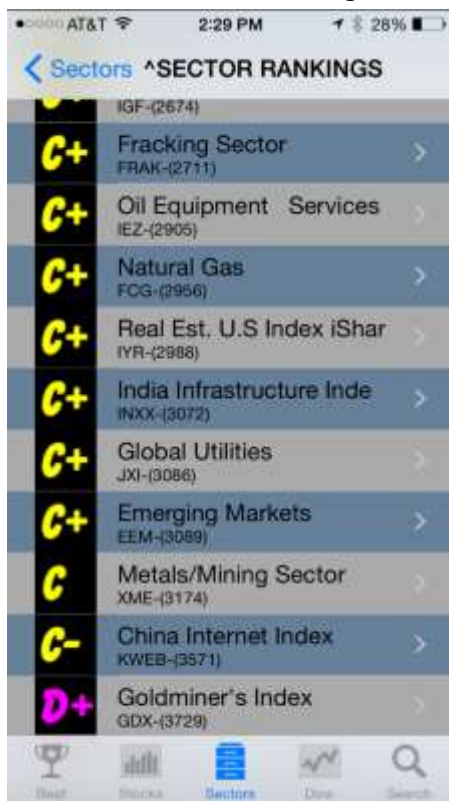 AT&T 2:29 PM 28%
Sectors ^SECTOR RANKINGS
IGF-(2674)
C+ Fracking Sector
FRAK-(2711)
C+ Oil Equipment Services
IEZ-(2905)
C+ Natural Gas
FCG-(2956)
C+ Real Est. U.S Index iShar
IYR-(2988)
C+ India Infrastructure Inde
INXX-(3072)
C+ Global Utilities
JXI-(3086)
C+ Emerging Markets
EEM-(3089)
C Metals/Mining Sector
XME-(3174)
C- China Internet Index
KWEB-(3571)
D+ Goldminer's Index
GDX-(3729)
Best Stocks Sectors Dow Search